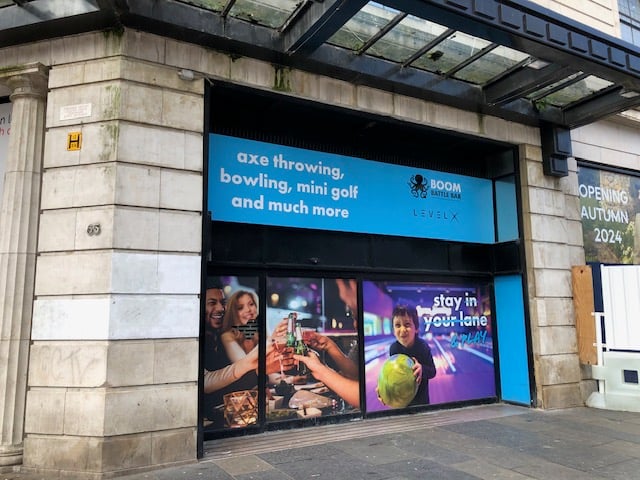 axe throwing,
bowling, mini golf
and much more
BOOM
BATTLE BAR
LEVEL X
H
OPENING
AUTUMN
2024
stay in
your lane
& PLAY